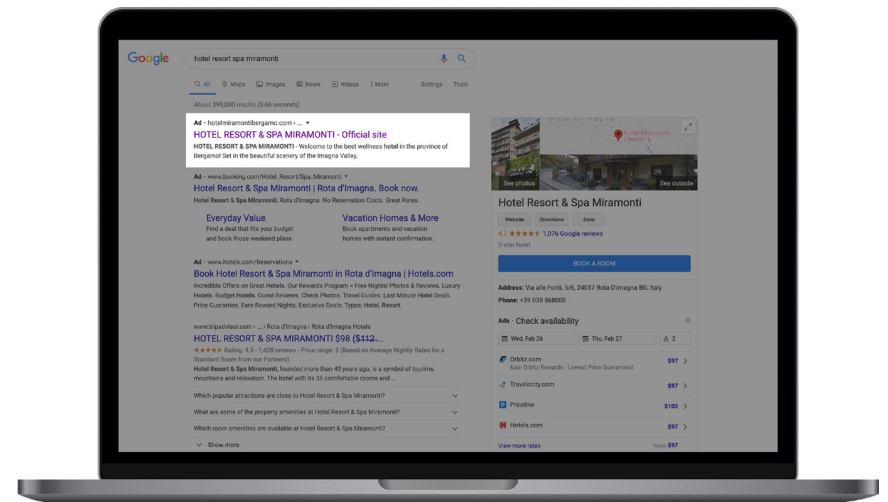 Google
hotel resort spa miramonti
All Maps Images News Videos More Settings Tools
About 399,000 results (0.66 seconds)
Ad · hotelmiramontibergamo.com › ...
HOTEL RESORT & SPA MIRAMONTI - Official site
HOTEL RESORT & SPA MIRAMONTI - Welcome to the best wellness hotel in the province of
Bergamo! Set in the beautiful scenery of the Imagna Valley.
Ad · www.booking.com/Hotel_Resort/Spa_Miramonti
Hotel Resort & Spa Miramonti | Rota d'Imagna. Book now.
Hotel Resort & Spa Miramonti, Rota d'Imagna. No Reservation Costs. Great Rates.
Everyday Value
Find a deal that fits your budget
and book those weekend plans.
Vacation Homes & More
Book apartments and vacation
homes with instant confirmation.
Ad · www.hotels.com/Reservations
Book Hotel Resort & Spa Miramonti in Rota d'Imagna | Hotels.com
Incredible Offers on Great Hotels. Our Rewards Program = Free Nights! Photos & Reviews. Luxury
Hotels. Budget Hotels. Guest Reviews. Check Photos. Travel Guides. Last Minute Hotel Deals.
Price Guarantee. Earn Reward Nights. Exclusive Deals. Types: Hotel, Resort.
www.tripadvisor.com › ... › Rota d'Imagna › Rota d'Imagna Hotels
HOTEL RESORT & SPA MIRAMONTI $98 ($112...
Rating: 4.5 - 1,428 reviews - Price range: $ (Based on Average Nightly Rates for a
Standard Room from our Partners)
Hotel Resort & Spa Miramonti, founded more than 40 years ago, is a symbol of tourims,
mountains and relaxation. The hotel with its 35 comfortable rooms and ...
Which popular attractions are close to Hotel Resort & Spa Miramonti?
What are some of the property amenities at Hotel Resort & Spa Miramonti?
Which room amenities are available at Hotel Resort & Spa Miramonti?
Show more
Rota d'Imagna
Hotel Miramonti
Resort &
See photos
See outside
Hotel Resort & Spa Miramonti
Website Directions Save
4.7 1,076 Google reviews
3-star hotel
BOOK A ROOM
Address: Via alle Fonti, 5/6, 24037 Rota D'imagna BG, Italy
Phone: +39 035 868000
Ads · Check availability
Wed, Feb 26 Thu, Feb 27 2
Orbitz.com $97
Earn Orbitz Rewards · Lowest Price Guaranteed
Travelocity.com $97
Priceline $102
Hotels.com $97
View more rates from $97